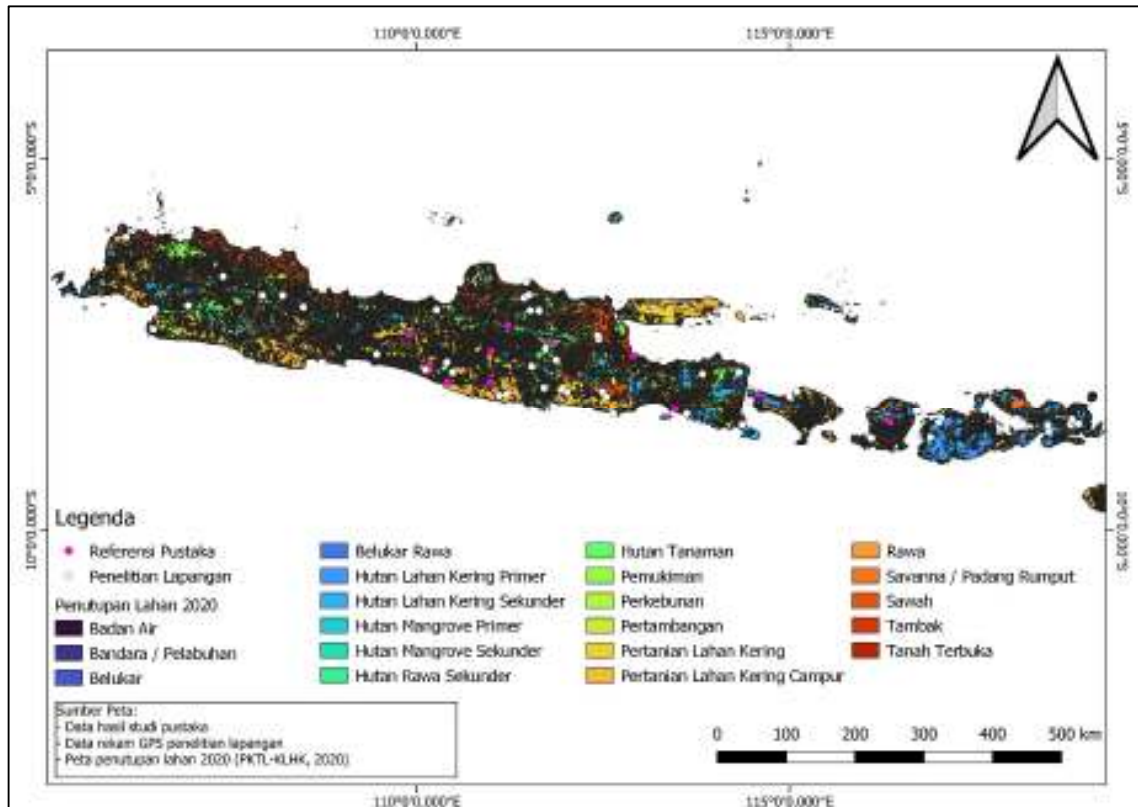 110°0'0.000"E 115°0'0.000"E
5°0'0.000"S 5°0'0.000"S
10°0'0.000"S 10°0'0.000"S
Legenda
Referensi Pustaka
Penelitian Lapangan
Penutupan Lahan 2020
Badan Air
Bandara / Pelabuhan
Belukar
Belukar Rawa
Hutan Lahan Kering Primer
Hutan Lahan Kering Sekunder
Hutan Mangrove Primer
Hutan Mangrove Sekunder
Hutan Rawa Sekunder
Hutan Tanaman
Pemukiman
Perkebunan
Pertambangan
Pertanian Lahan Kering
Pertanian Lahan Kering Campur
Rawa
Savanna / Padang Rumput
Sawah
Tambak
Tanah Terbuka
Sumber Peta:
- Data hasil studi pustaka
- Data rekam GPS penelitian lapangan
- Peta penutupan lahan 2020 (PKTL-KLHK, 2020)
0 100 200 300 400 500 km
110°0'0.000"E 115°0'0.000"E